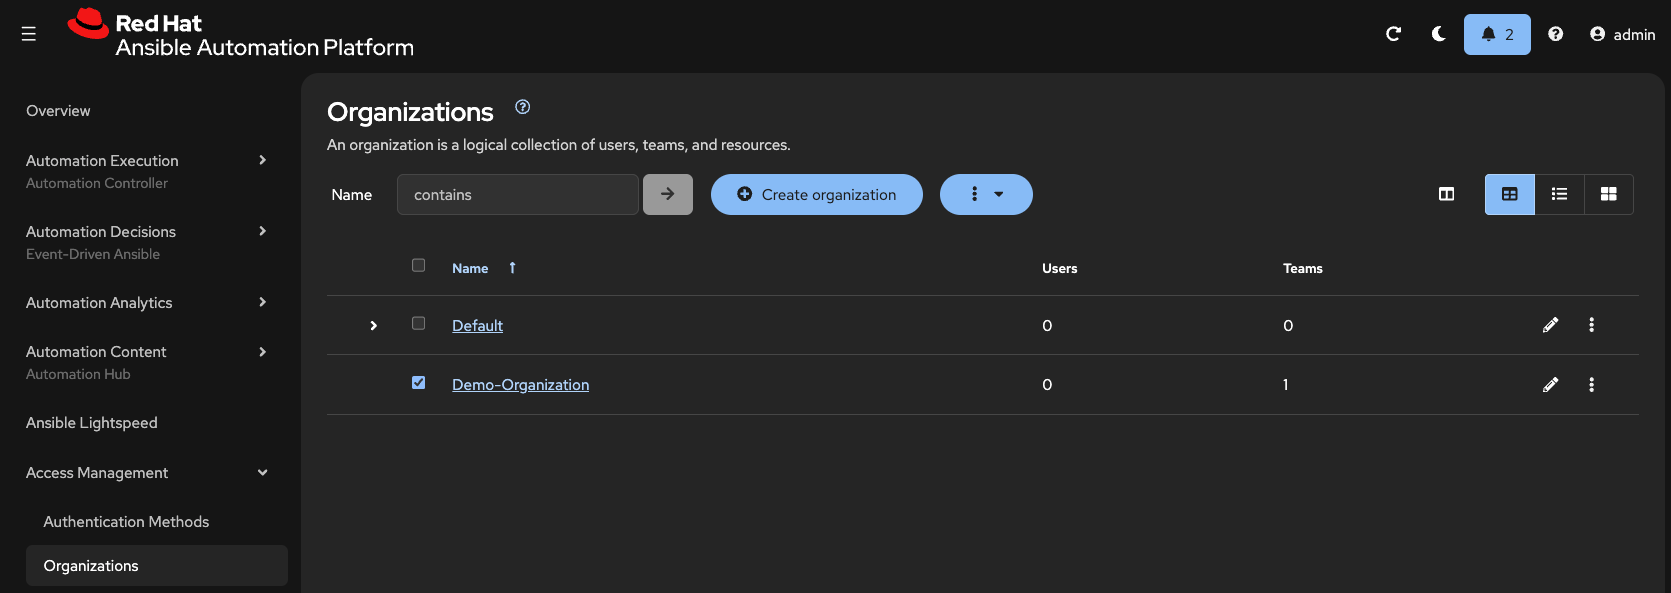 Red Hat
Ansible Automation Platform
2
admin
Overview
Automation Execution
Automation Controller
Automation Decisions
Event-Driven Ansible
Automation Analytics
Automation Content
Automation Hub
Ansible Lightspeed
Access Management
Authentication Methods
Organizations
Organizations
An organization is a logical collection of users, teams, and resources.
Name contains Create organization
Name Users Teams
Default 0 0
Demo-Organization 0 1